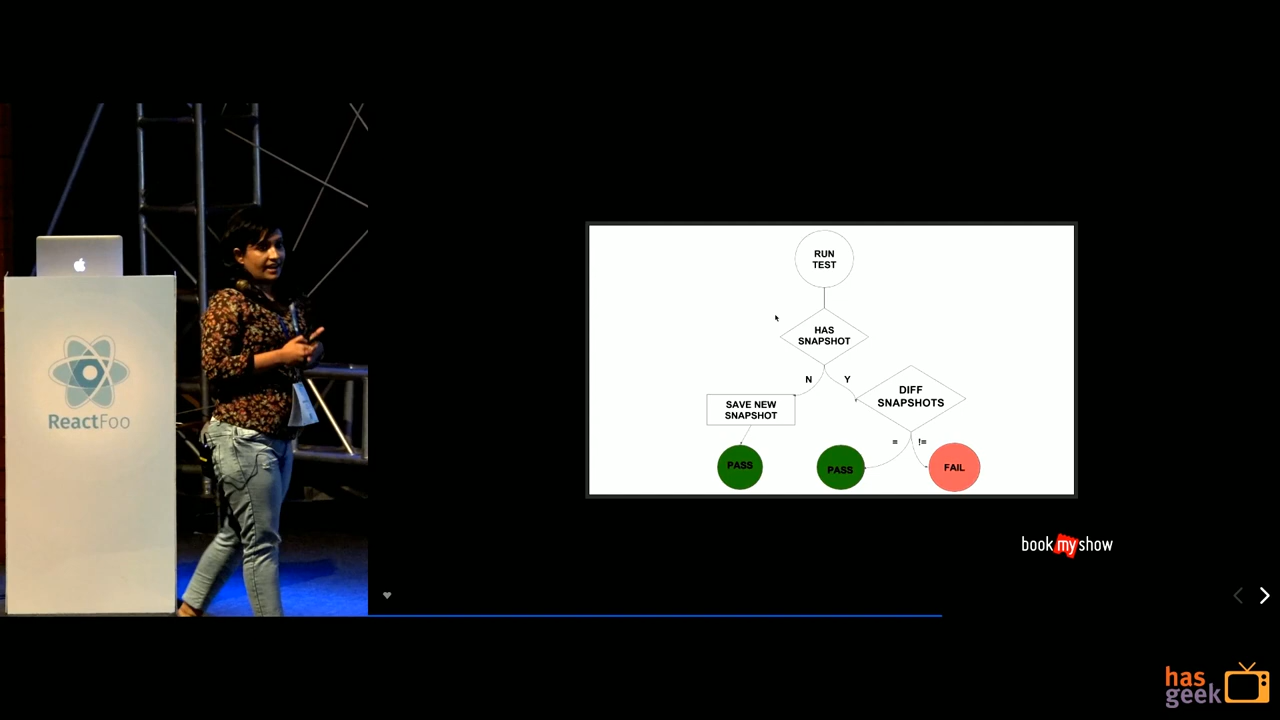 ReactFoo
RUN
TEST
HAS
SNAPSHOT
N
Y
DIFF
SNAPSHOTS
SAVE NEW
SNAPSHOT
=
!=
PASS
PASS
FAIL
bookmyshow
has
geek